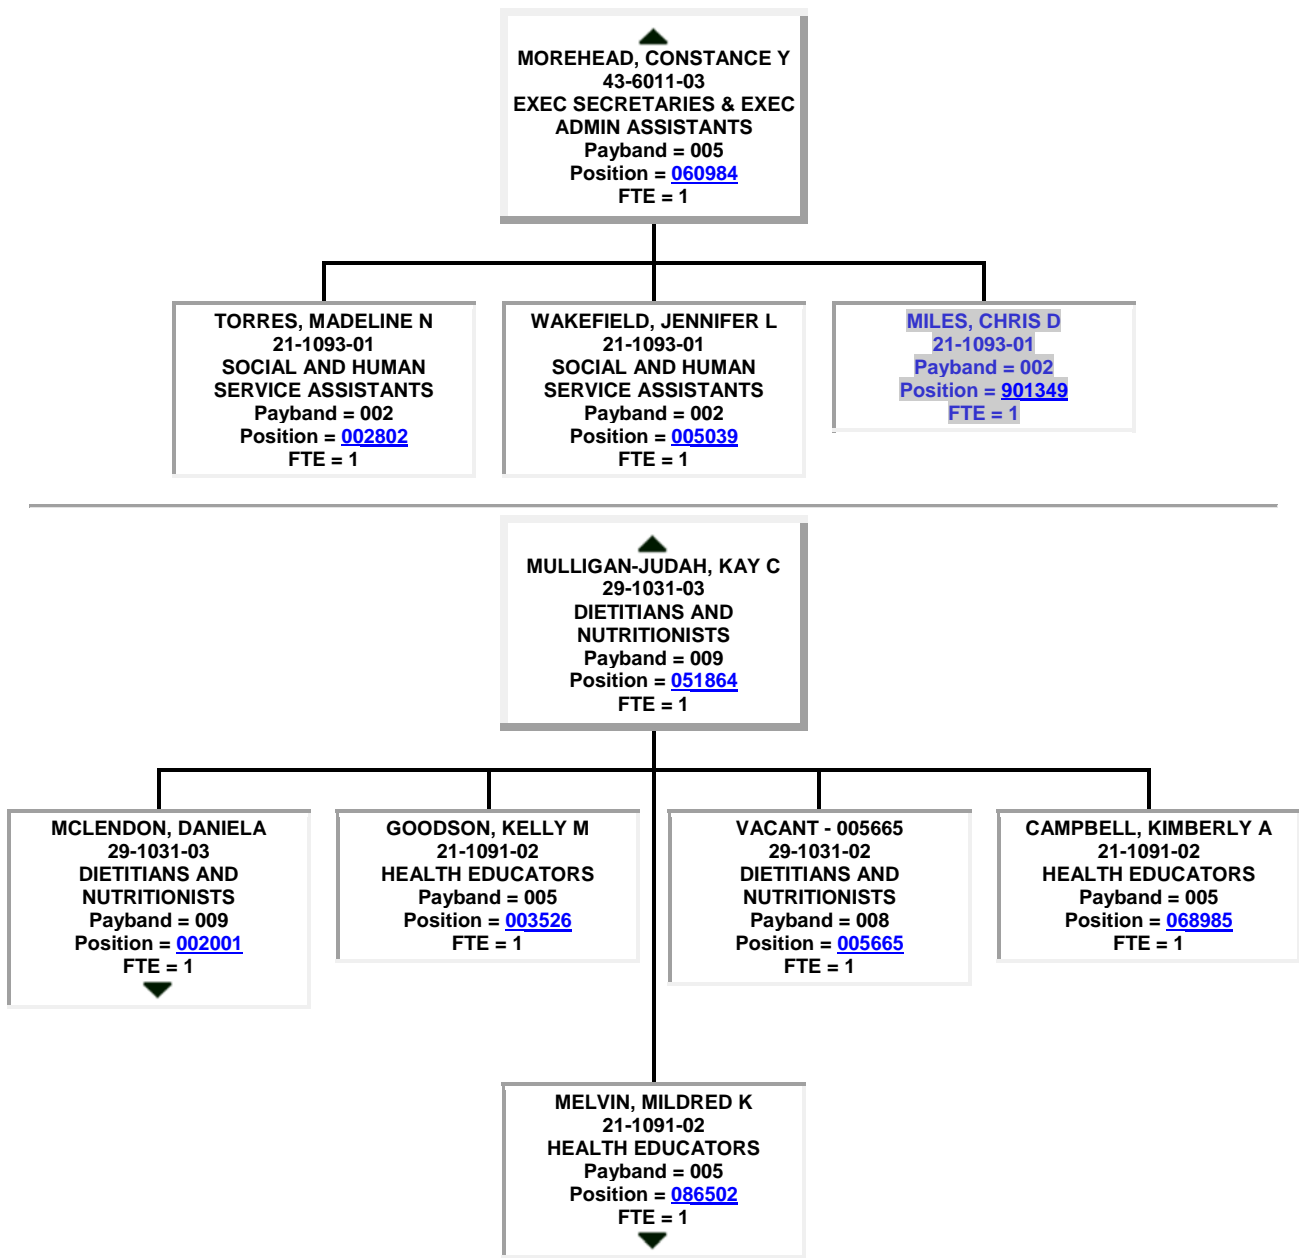 MOREHEAD, CONSTANCE Y
43-6011-03
EXEC SECRETARIES & EXEC
ADMIN ASSISTANTS
Payband = 005
Position = 060984
FTE = 1
TORRES, MADELINE N
21-1093-01
SOCIAL AND HUMAN
SERVICE ASSISTANTS
Payband = 002
Position = 002802
FTE = 1
WAKEFIELD, JENNIFER L
21-1093-01
SOCIAL AND HUMAN
SERVICE ASSISTANTS
Payband = 002
Position = 005039
FTE = 1
MILES, CHRIS D
21-1093-01
Payband = 002
Position = 901349
FTE = 1
MULLIGAN-JUDAH, KAY C
29-1031-03
DIETITIANS AND
NUTRITIONISTS
Payband = 009
Position = 051864
FTE = 1
MCLENDON, DANIELA
29-1031-03
DIETITIANS AND
NUTRITIONISTS
Payband = 009
Position = 002001
FTE = 1
GOODSON, KELLY M
21-1091-02
HEALTH EDUCATORS
Payband = 005
Position = 003526
FTE = 1
VACANT - 005665
29-1031-02
DIETITIANS AND
NUTRITIONISTS
Payband = 008
Position = 005665
FTE = 1
CAMPBELL, KIMBERLY A
21-1091-02
HEALTH EDUCATORS
Payband = 005
Position = 068985
FTE = 1
MELVIN, MILDRED K
21-1091-02
HEALTH EDUCATORS
Payband = 005
Position = 086502
FTE = 1